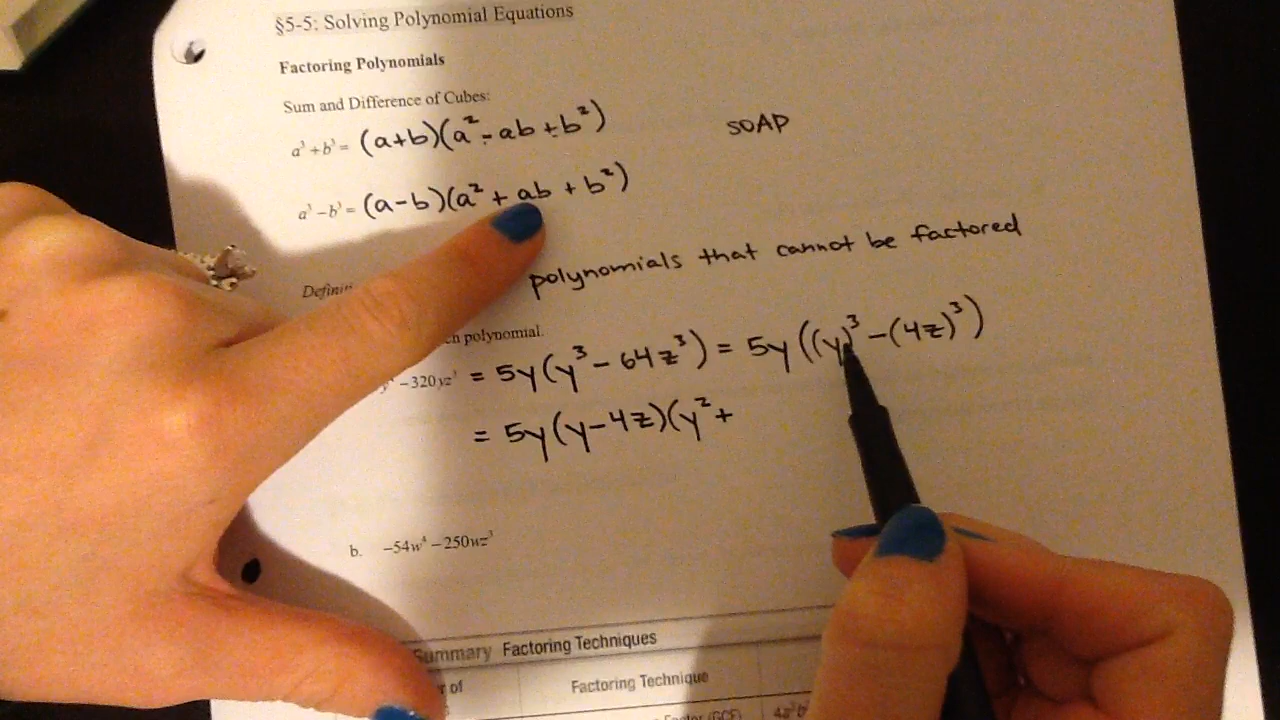 §5-5: Solving Polynomial Equations
Factoring Polynomials
Sum and Difference of Cubes:
a³ + b³ = (a+b)(a² - ab + b²)
SOAP
a³ - b³ = (a-b)(a² + ab + b²)
polynomials that cannot be factored
polynomial.
-320yz³ = 5y(y³ - 64z³) = 5y((y)³ - (4z)³)
= 5y(y-4z)(y² +
b. -54w⁴ - 250wz³
Summary Factoring Techniques
of
Factoring Technique